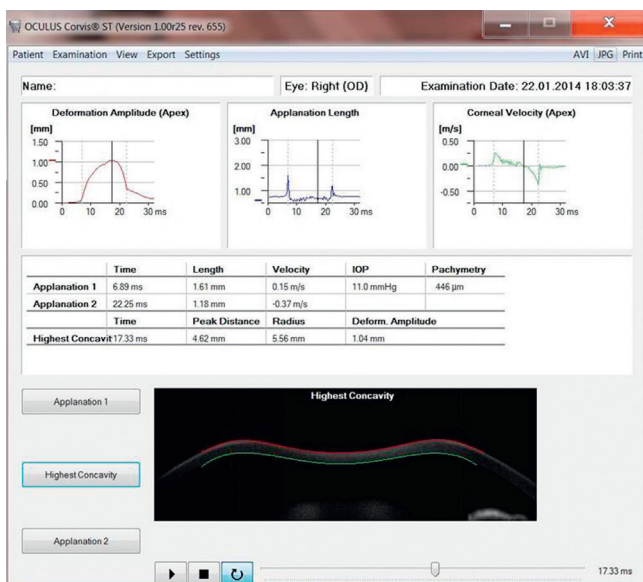 OCULUS Corvis® ST (Version 1.00r25 rev. 655)
Patient Examination View Export Settings AVI JPG Print
Name: Eye: Right (OD) Examination Date: 22.01.2014 18:03:37
Deformation Amplitude (Apex) Applanation Length Corneal Velocity (Apex)
[mm] [mm] [m/s]
1.50 3.00 0.50
1.00 2.00 0.00
0.50 1.00 -0.50
0.00
0 10 20 30 ms 0 10 20 30 ms 0 10 20 30 ms
Time Length Velocity IOP Pachymetry
Applanation 1 6.89 ms 1.61 mm 0.15 m/s 11.0 mmHg 446 µm
Applanation 2 22.25 ms 1.18 mm -0.37 m/s
Time Peak Distance Radius Deform. Amplitude
Highest Concavit 17.33 ms 4.62 mm 5.56 mm 1.04 mm
Applanation 1
Highest Concavity
Highest Concavity
Applanation 2
17.33 ms